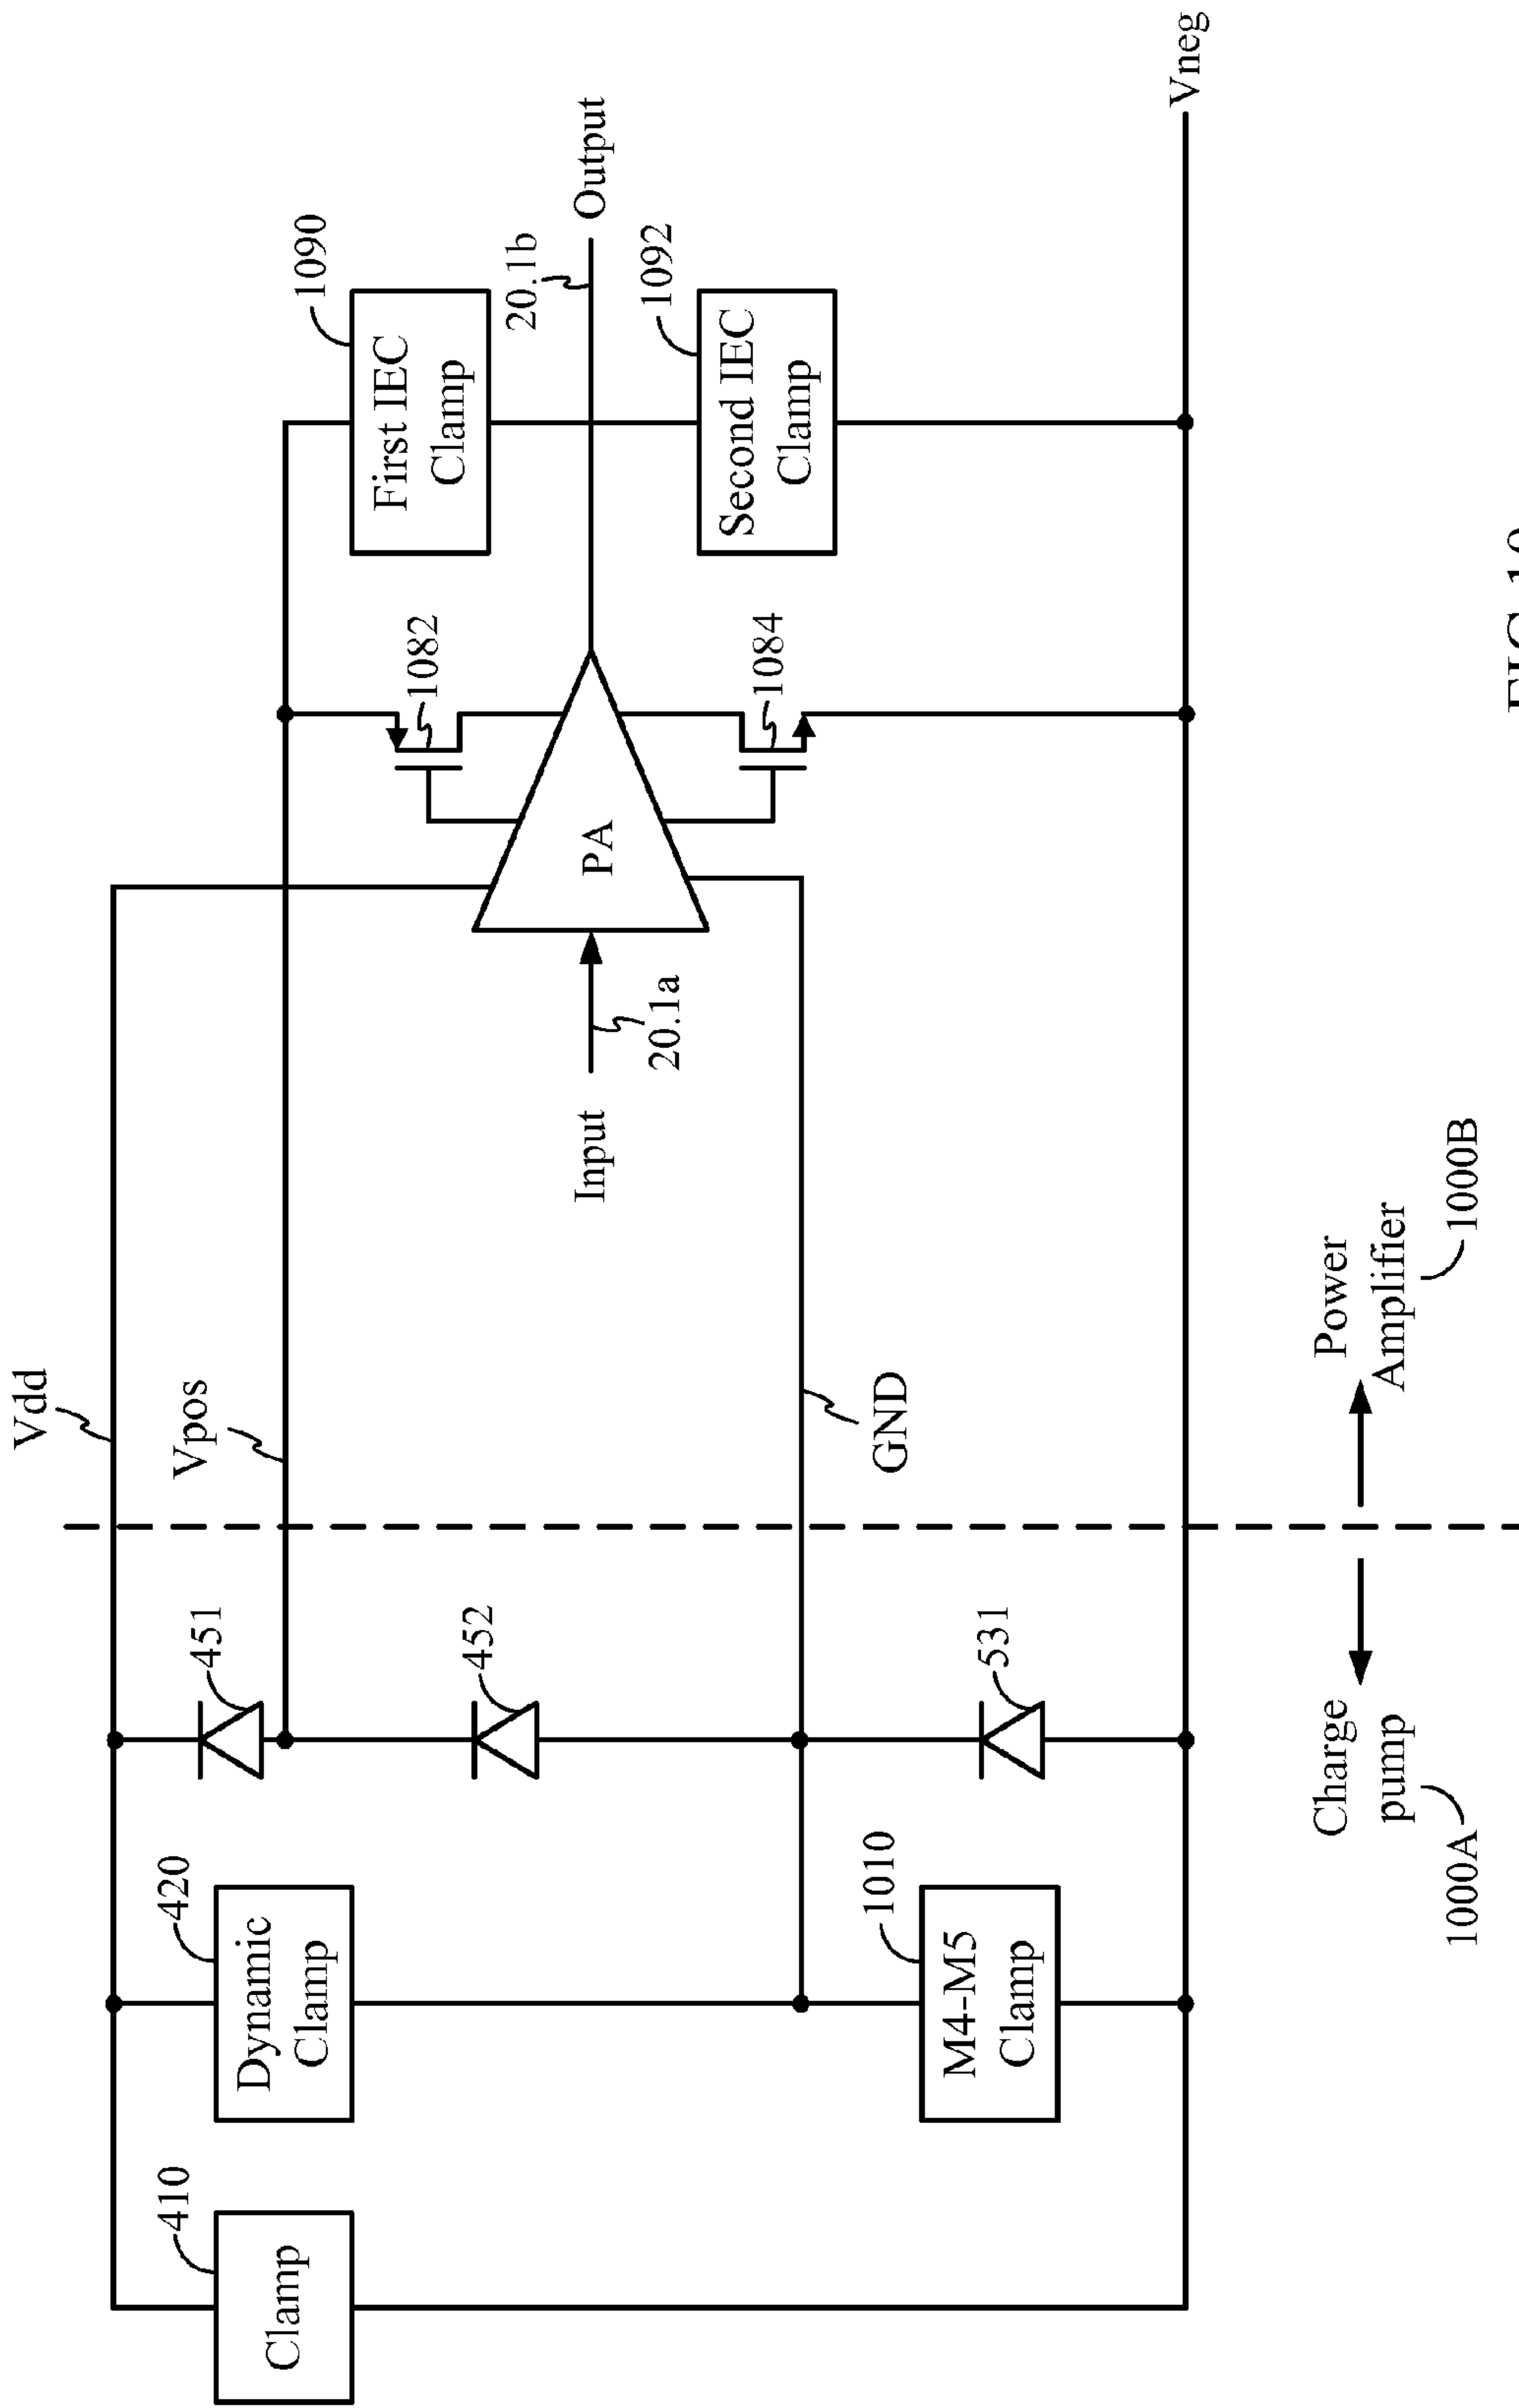 Vdd
Vpos
410
Clamp
420
Dynamic
Clamp
451
452
1010
M4-M5
Clamp
531
GND
Input
20.1a
PA
1082
1084
1090
First IEC
Clamp
20.1b
Output
1092
Second IEC
Clamp
Vneg
Charge
pump
1000A
Power
Amplifier
1000B
FIG 10